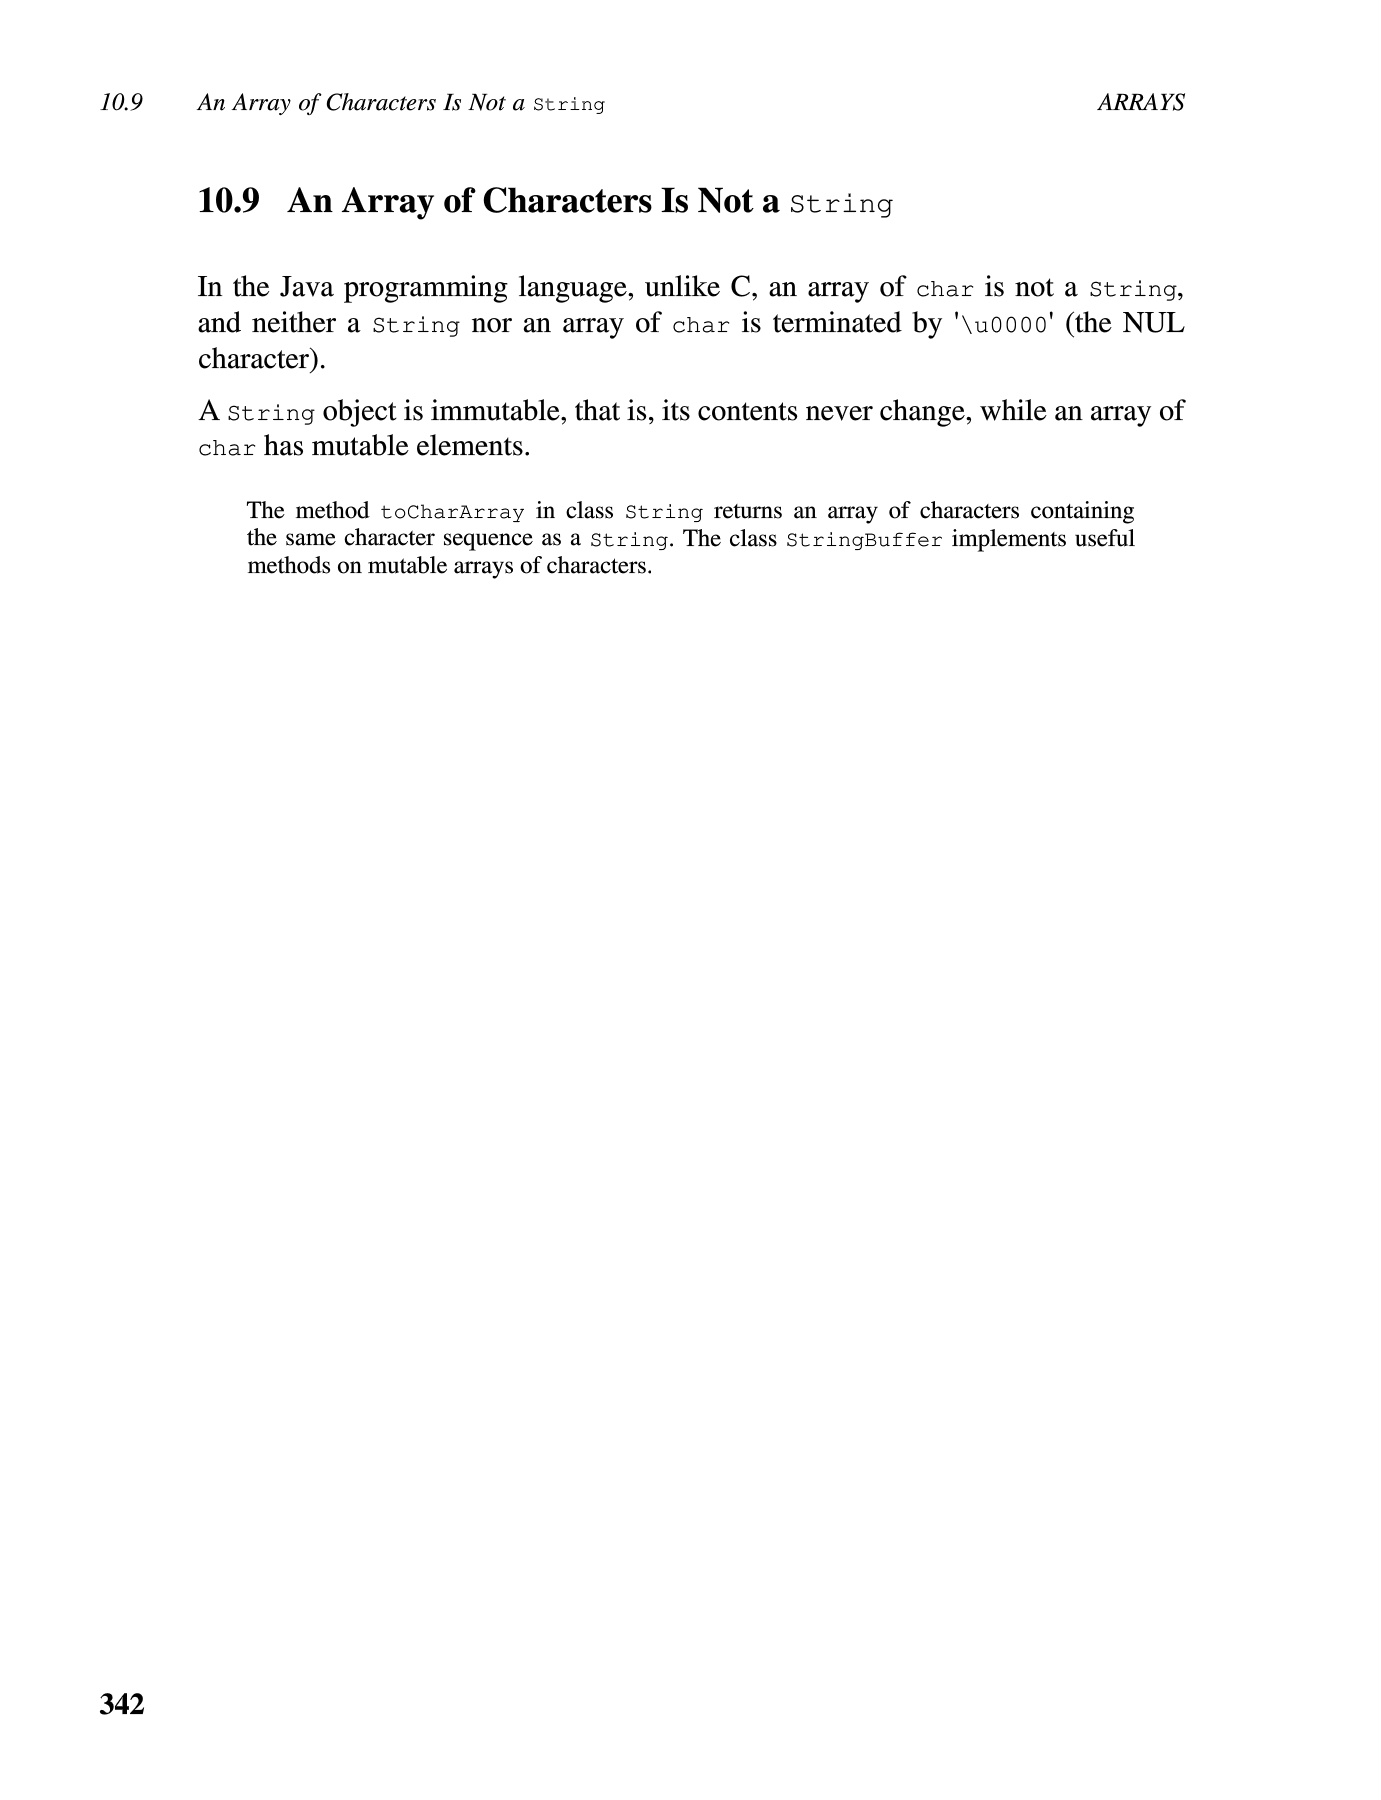 10.9 An Array of Characters Is Not a String ARRAYS
10.9 An Array of Characters Is Not a String
In the Java programming language, unlike C, an array of char is not a String,
and neither a String nor an array of char is terminated by '\u0000' (the NUL
character).
A String object is immutable, that is, its contents never change, while an array of
char has mutable elements.
The method toCharArray in class String returns an array of characters containing
the same character sequence as a String. The class StringBuffer implements useful
methods on mutable arrays of characters.
342